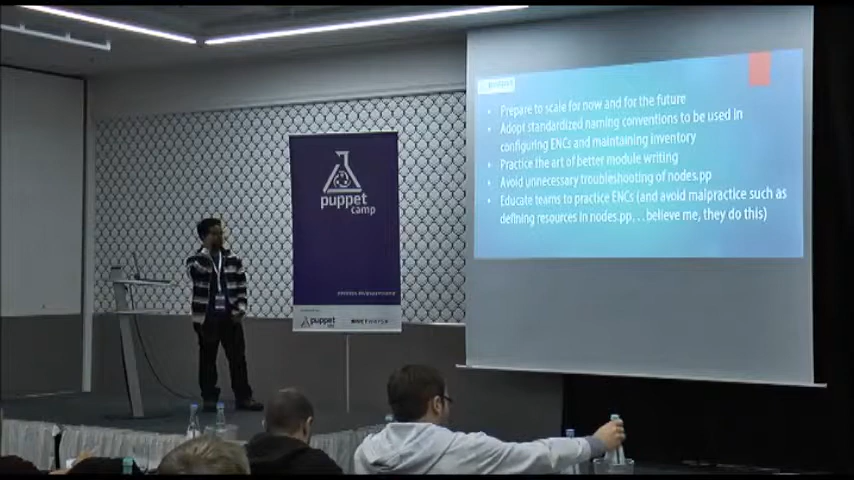 puppet
camp
puppet
labs
• Prepare to scale for now and for the future
• Adopt standardized naming conventions to be used in
configuring ENCs and maintaining inventory
• Practice the art of better module writing
• Avoid unnecessary troubleshooting of nodes.pp
• Educate teams to practice ENCs (and avoid malpractice such as
defining resources in nodes.pp. . .believe me, they do this)